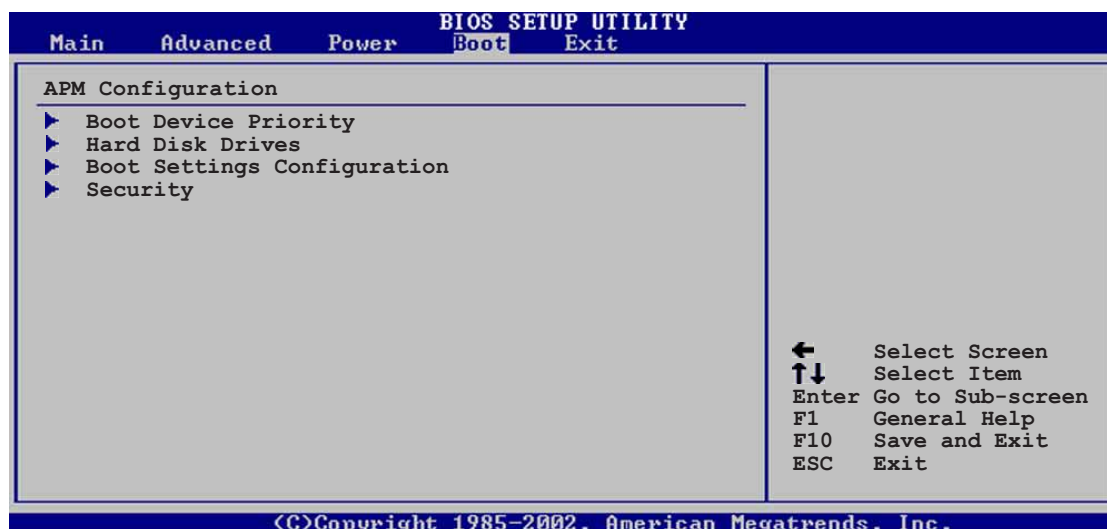 BIOS SETUP UTILITY
Main Advanced Power Boot Exit
APM Configuration
Boot Device Priority
Hard Disk Drives
Boot Settings Configuration
Security
← Select Screen
↑↓ Select Item
Enter Go to Sub-screen
F1 General Help
F10 Save and Exit
ESC Exit
(C)Copyright 1985-2002, American Megatrends, Inc.